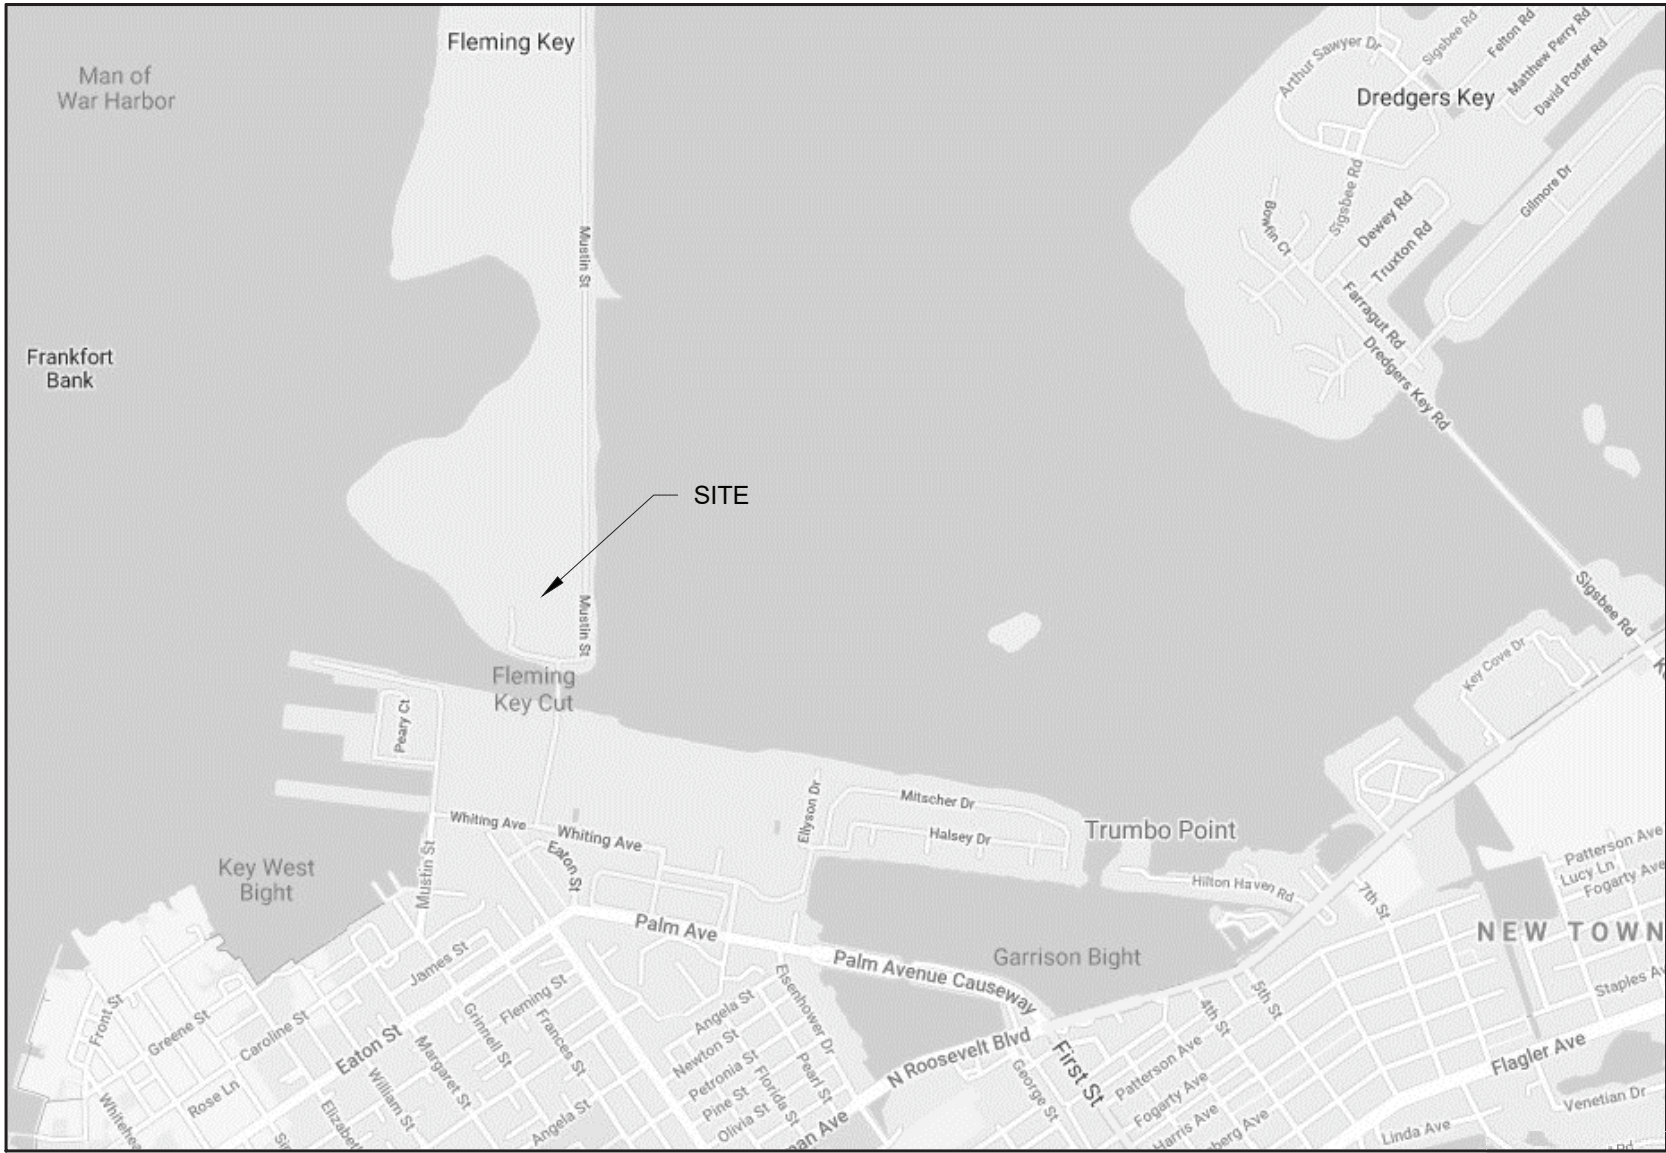 Fleming Key
Man of
War Harbor
Arthur Sawyer Dr
Sigsbee Rd
Felton Rd
Matthew Perry Rd
David Porter Rd
Dredgers Key
Gilmore Dr
Sigsbee Rd
Bowfin Ct
Dewey Rd
Truxton Rd
Mustin St
Farragut Rd
Dredgers Key Rd
Frankfort
Bank
SITE
Mustin St
Sigsbee Rd
Key Cove Dr
Fleming
Key Cut
Peary Ct
Ellyson Dr
Mitscher Dr
Halsey Dr
Trumbo Point
Whiting Ave
Whiting Ave
Eaton St
Mustin St
Key West
Bight
Hilton Haven Rd
7th St
Patterson Ave
Lucy Ln
Fogarty Ave
NEW TOWN
Palm Ave
Palm Avenue Causeway
Garrison Bight
James St
Fleming St
Grinnell St
Frances St
Angela St
Eisenhower Dr
Newton St
Petronia St
Pine St
Olivia St
Florida St
Pearl St
Front St
Greene St
Caroline St
Eaton St
Margaret St
William St
Rose Ln
Angela St
N Roosevelt Blvd
First St
George St
4th St
5th St
Patterson Ave
Fogarty Ave
Harris Ave
Staples Av
Flagler Ave
Venetian Dr
Linda Ave
Whitehea
Elizabet
an Ave
berg Ave